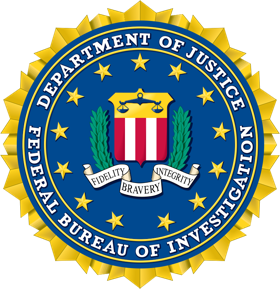 DEPARTMENT OF JUSTICE
FIDELITY
BRAVERY
INTEGRITY
FEDERAL BUREAU OF INVESTIGATION